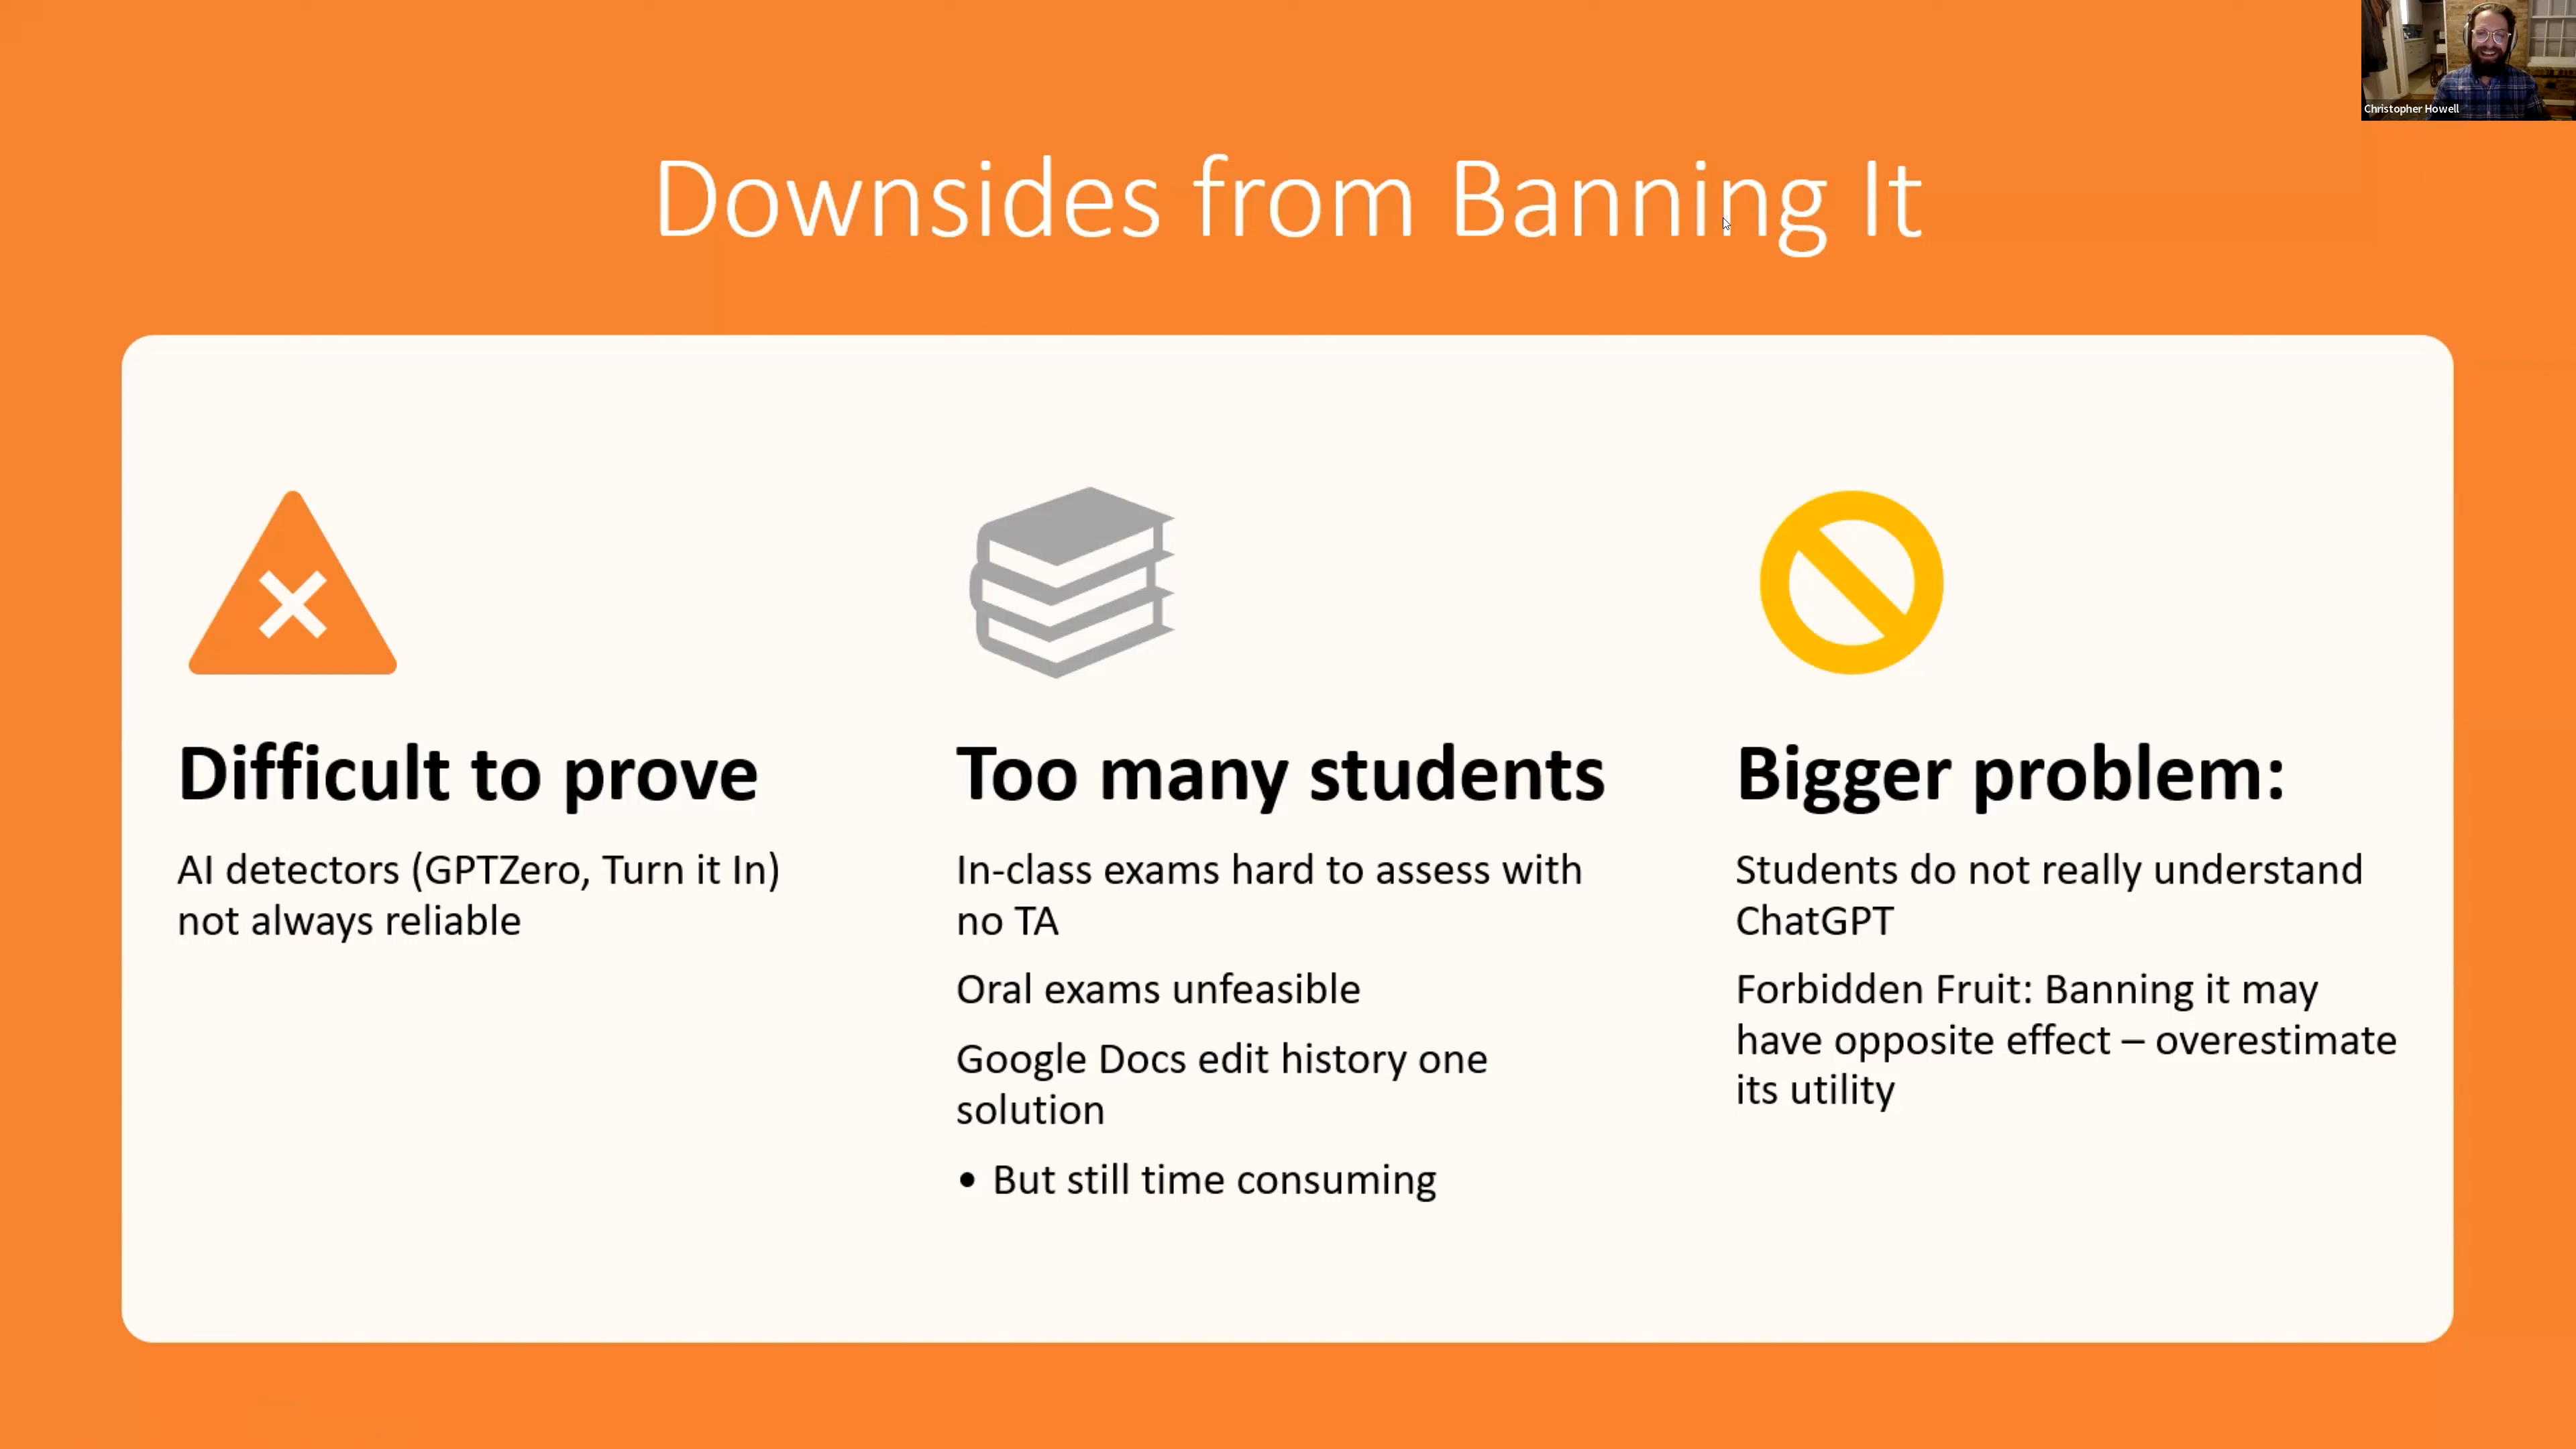 Christopher Howell
Downsides from Banning It
Difficult to prove
AI detectors (GPTZero, Turn it In)
not always reliable
Too many students
In-class exams hard to assess with
no TA
Oral exams unfeasible
Google Docs edit history one
solution
• But still time consuming
Bigger problem:
Students do not really understand
ChatGPT
Forbidden Fruit: Banning it may
have opposite effect – overestimate
its utility